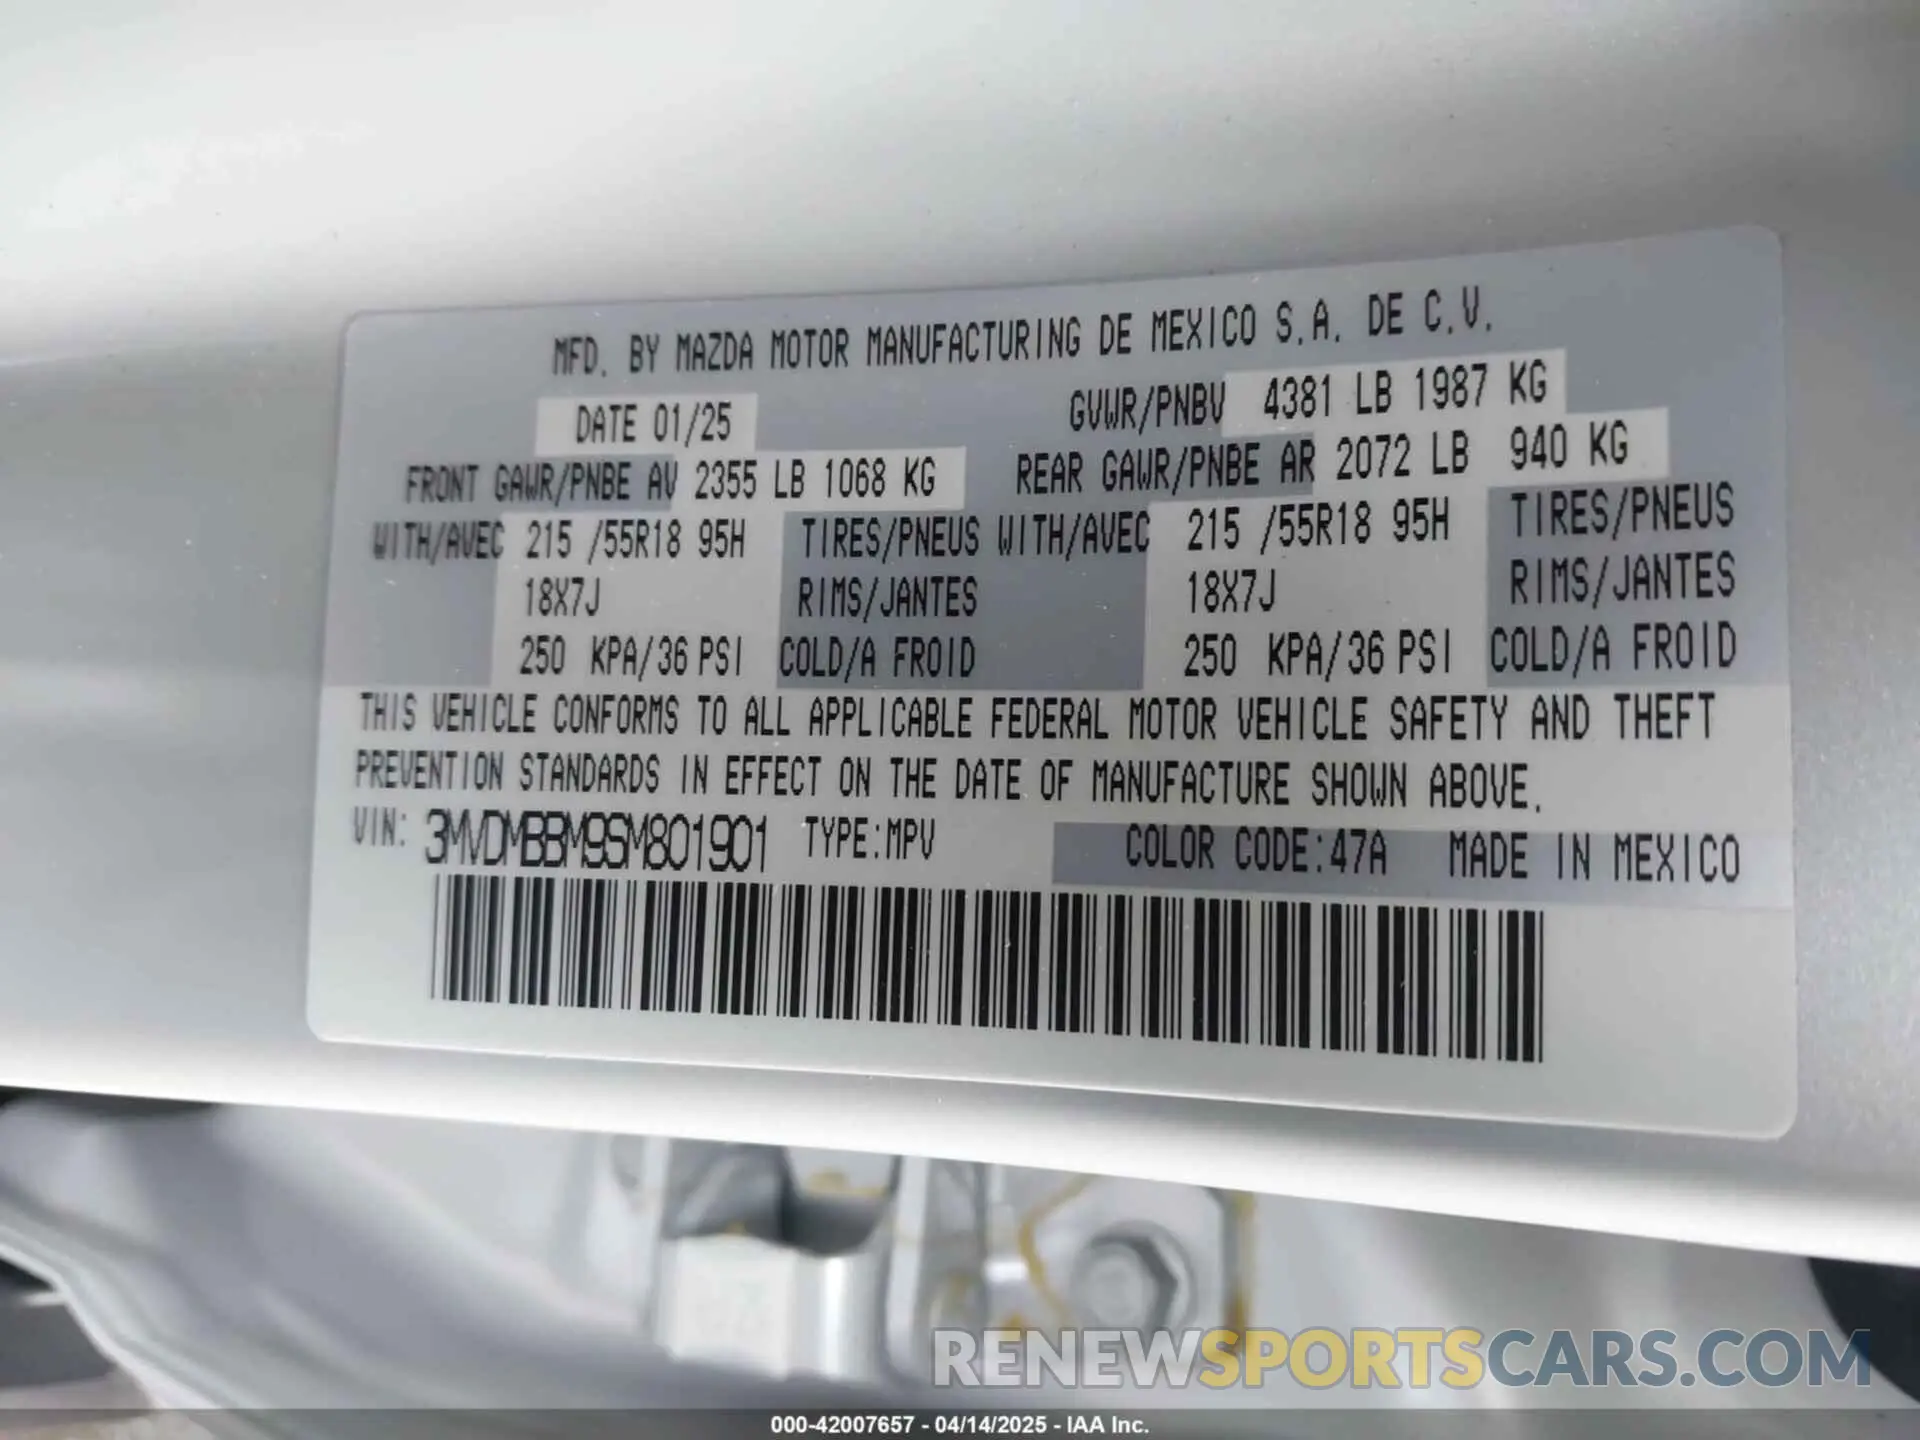 MFD. BY MAZDA MOTOR MANUFACTURING DE MEXICO S.A. DE C.V.
DATE 01/25 GVWR/PNBV 4381 LB 1987 KG
FRONT GAWR/PNBE AV 2355 LB 1068 KG REAR GAWR/PNBE AR 2072 LB 940 KG
WITH/AVEC 215 /55R18 95H TIRES/PNEUS WITH/AVEC 215 /55R18 95H TIRES/PNEUS
18X7J RIMS/JANTES 18X7J RIMS/JANTES
250 KPA/36 PSI COLD/A FROID 250 KPA/36 PSI COLD/A FROID
THIS VEHICLE CONFORMS TO ALL APPLICABLE FEDERAL MOTOR VEHICLE SAFETY AND THEFT
PREVENTION STANDARDS IN EFFECT ON THE DATE OF MANUFACTURE SHOWN ABOVE.
VIN: 3MVDMBBM9SM801901 TYPE:MPV COLOR CODE:47A MADE IN MEXICO
RENEWSPORTSCARS.COM
000-42007657 - 04/14/2025 - IAA Inc.